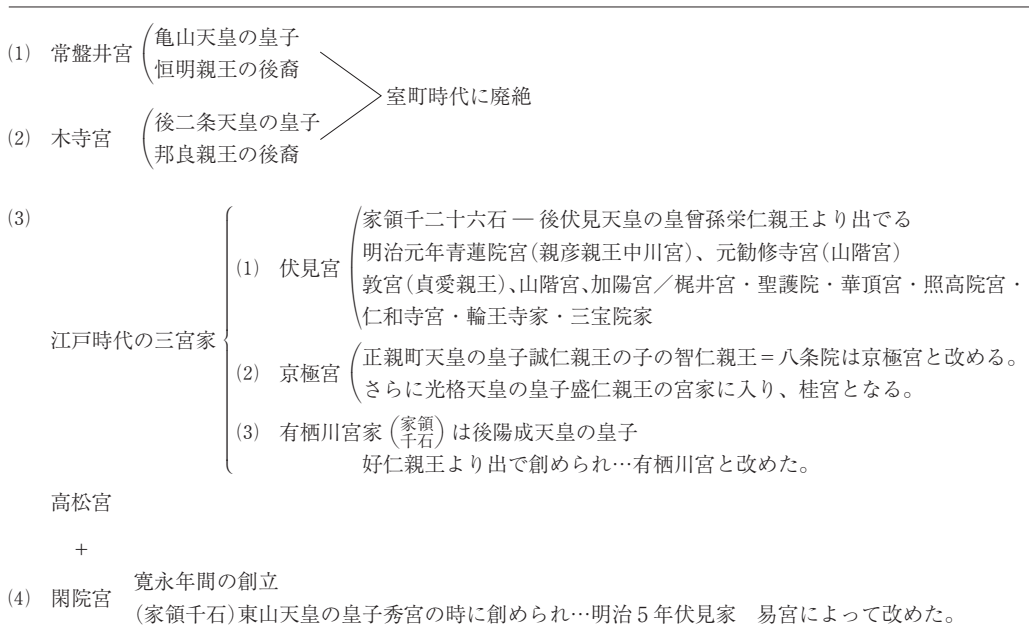 (1) 常盤井宮 亀山天皇の皇子
恒明親王の後裔
室町時代に廃絶
(2) 木寺宮 後二条天皇の皇子
邦良親王の後裔
(3)
江戸時代の三宮家
(1) 伏見宮 家領千二十六石 ― 後伏見天皇の皇曾孫栄仁親王より出でる
明治元年青蓮院宮(親彦親王中川宮)、元勧修寺宮(山階宮)
敦宮(貞愛親王)、山階宮、加陽宮／梶井宮・聖護院・華頂宮・照高院宮・
仁和寺宮・輪王寺家・三宝院家
(2) 京極宮 正親町天皇の皇子誠仁親王の子の智仁親王＝八条院は京極宮と改める。
さらに光格天皇の皇子盛仁親王の宮家に入り、桂宮となる。
(3) 有栖川宮家(家領千石)は後陽成天皇の皇子
好仁親王より出で創められ…有栖川宮と改めた。
高松宮
+
(4) 閑院宮 寛永年間の創立
(家領千石)東山天皇の皇子秀宮の時に創められ…明治5年伏見家 易宮によって改めた。